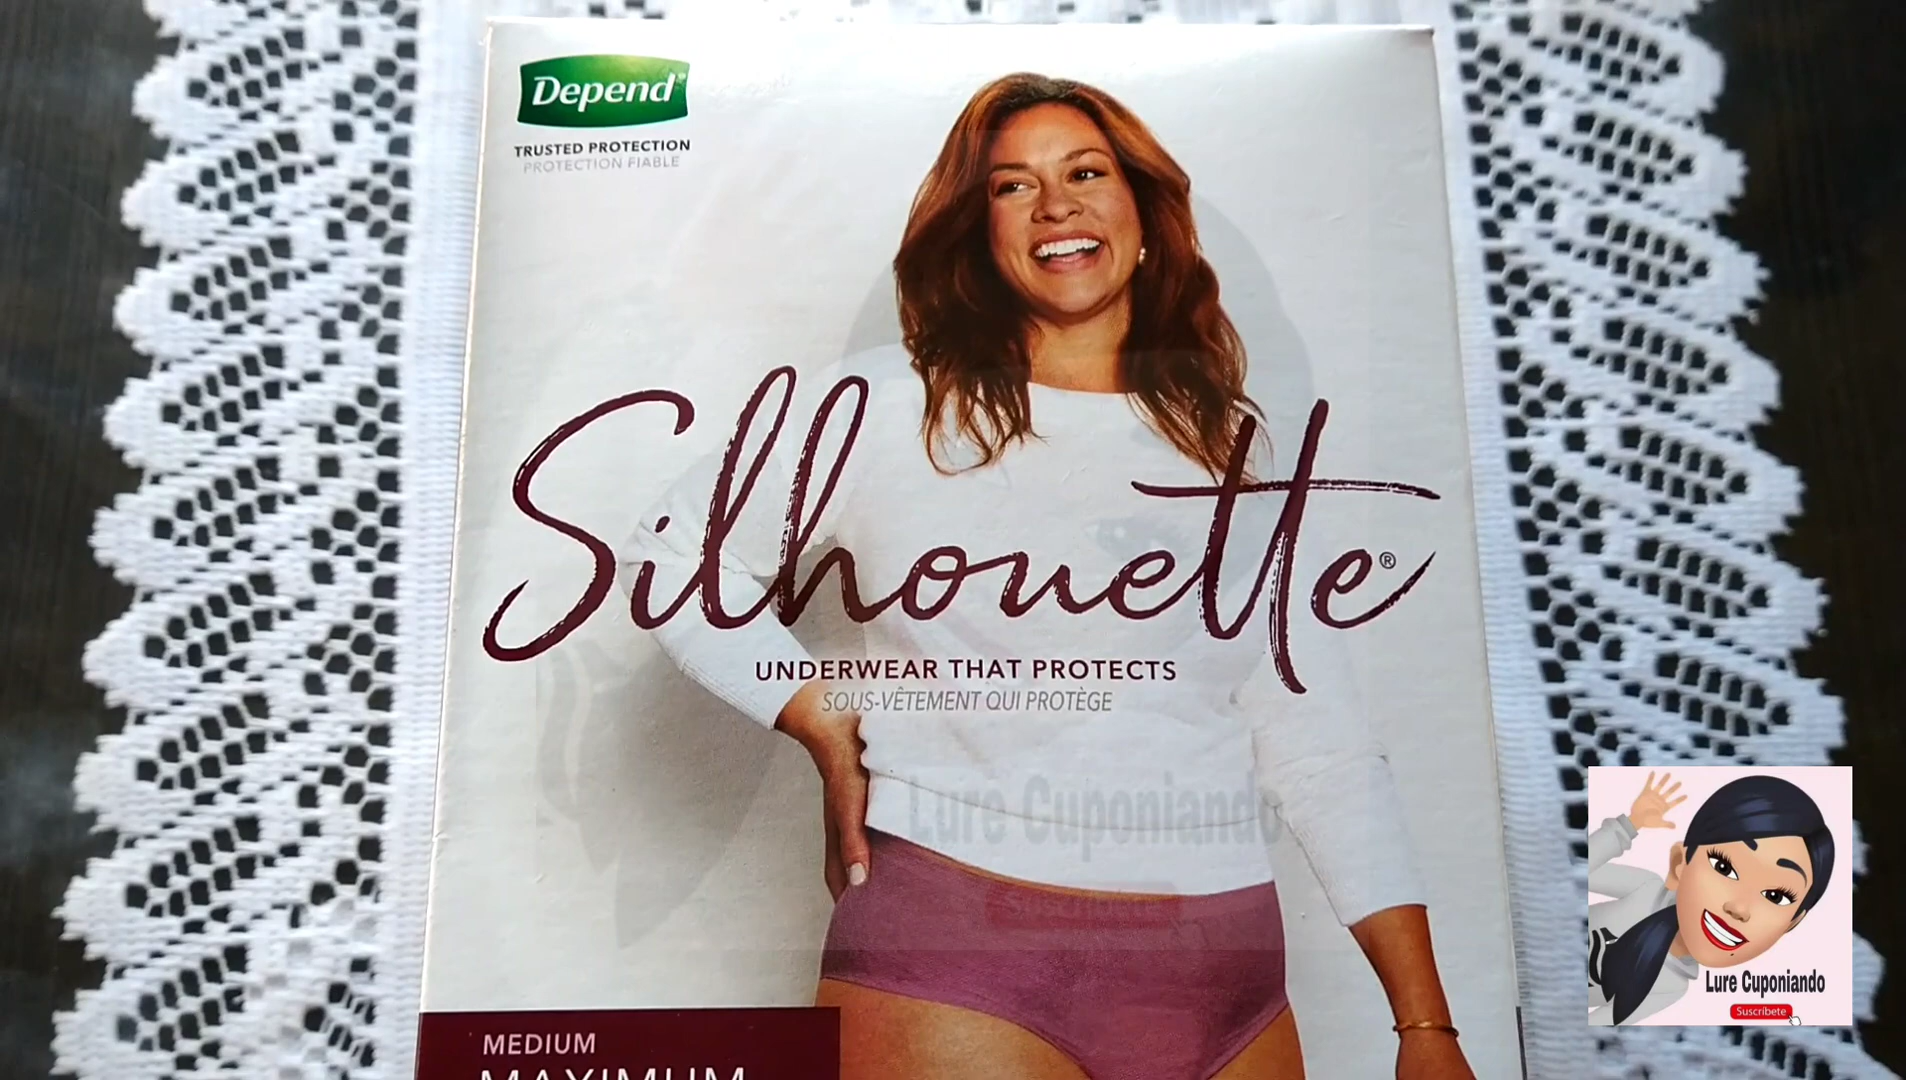 Depend®
TRUSTED PROTECTION
PROTECTION FIABLE
Silhouette®
UNDERWEAR THAT PROTECTS
SOUS-VÊTEMENT QUI PROTÈGE
Lure Cuponiando
MEDIUM
MAXIMUM
Lure Cuponiando
Suscribete